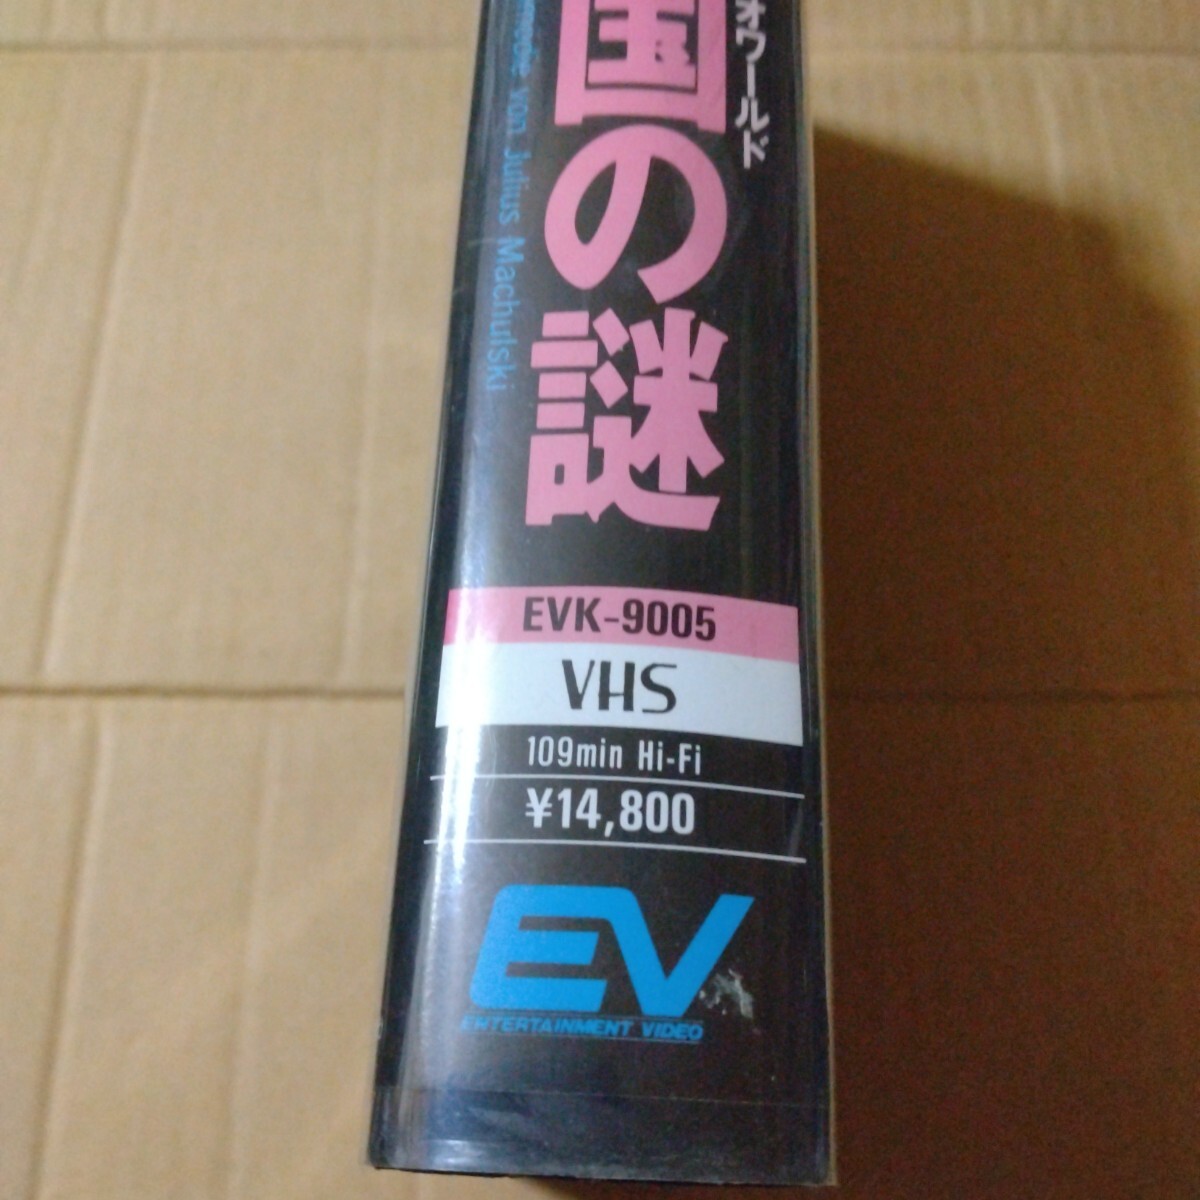 オワールド
国の謎
von Julius Machulski
EVK-9005
VHS
109min Hi-Fi
¥14,800
EV
ENTERTAINMENT VIDEO